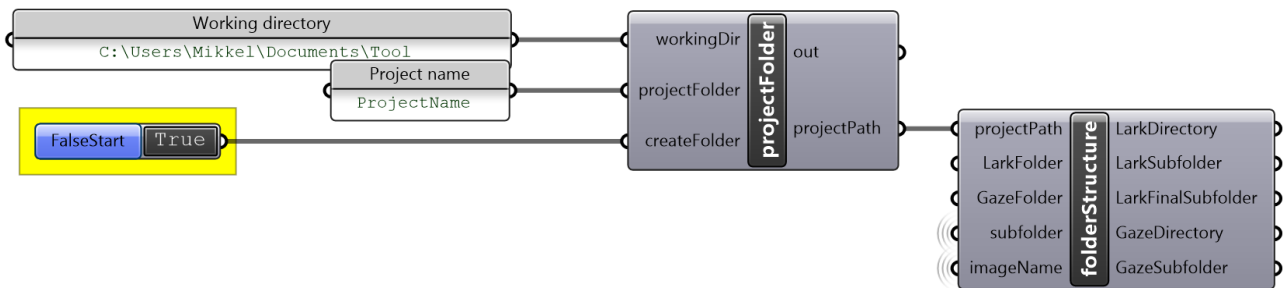 Working directory
C:\Users\Mikkel\Documents\Tool
Project name
ProjectName
FalseStart True
workingDir
projectFolder
createFolder
projectFolder
out
projectPath
projectPath
LarkFolder
GazeFolder
subfolder
imageName
folderStructure
LarkDirectory
LarkSubfolder
LarkFinalSubfolder
GazeDirectory
GazeSubfolder